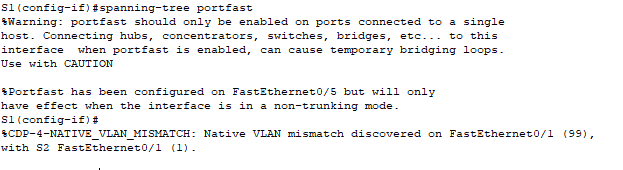 S1(config-if)#spanning-tree portfast
%Warning: portfast should only be enabled on ports connected to a single
host. Connecting hubs, concentrators, switches, bridges, etc... to this
interface  when portfast is enabled, can cause temporary bridging loops.
Use with CAUTION
%Portfast has been configured on FastEthernet0/5 but will only
have effect when the interface is in a non-trunking mode.
S1(config-if)#
%CDP-4-NATIVE_VLAN_MISMATCH: Native VLAN mismatch discovered on FastEthernet0/1 (99),
with S2 FastEthernet0/1 (1).